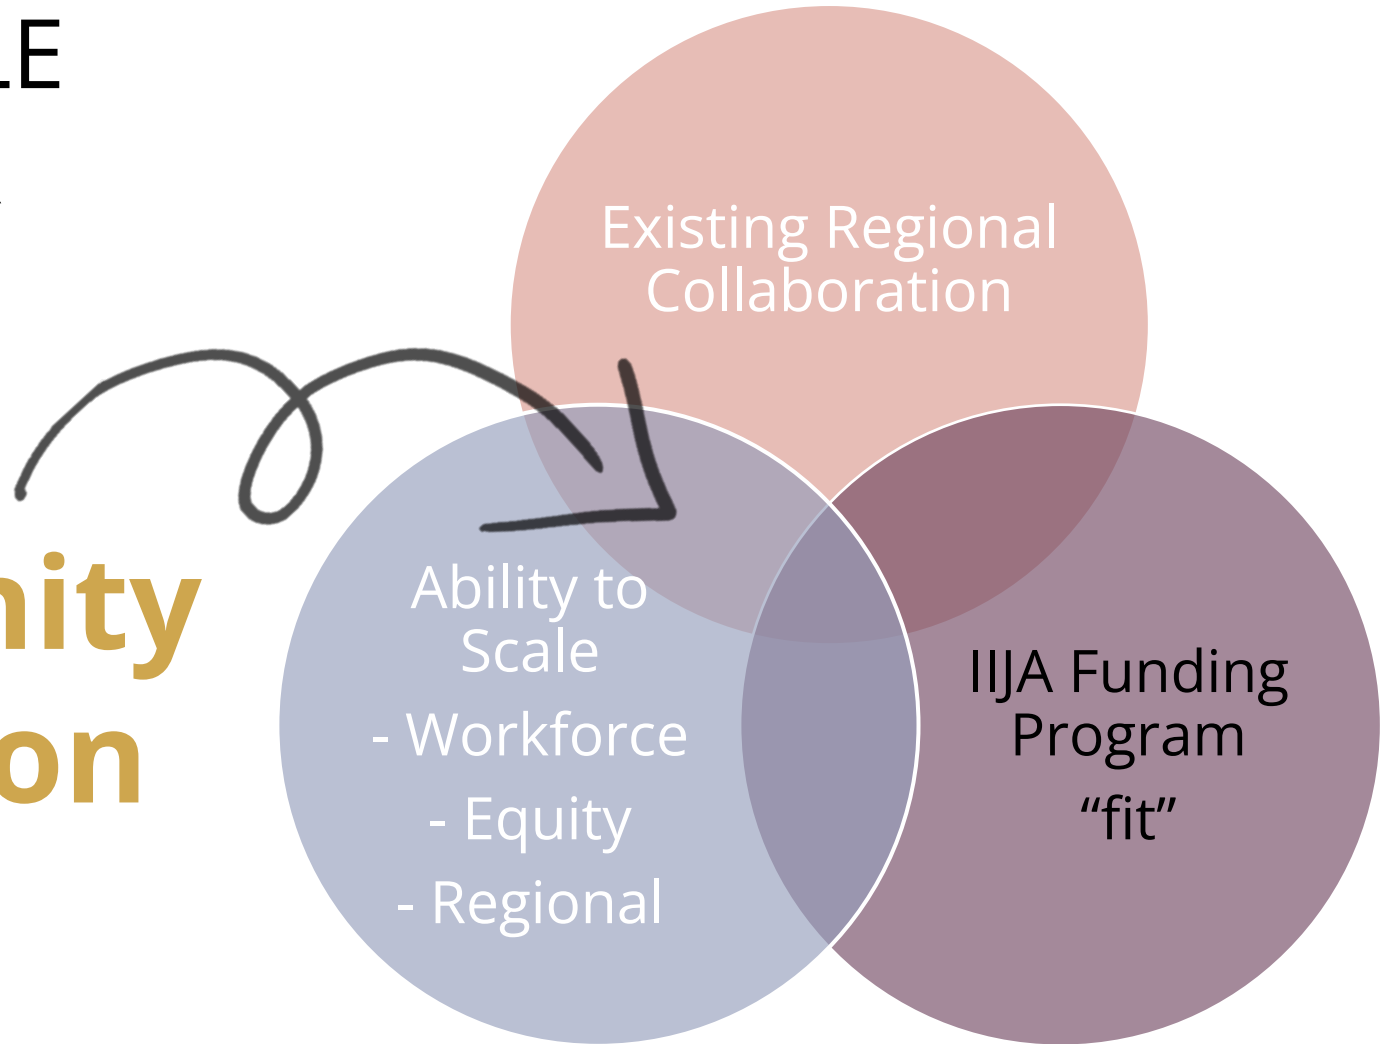 LE
Existing Regional
Collaboration
nity
on
Ability to
Scale
- Workforce
- Equity
- Regional
IIJA Funding
Program
“fit”